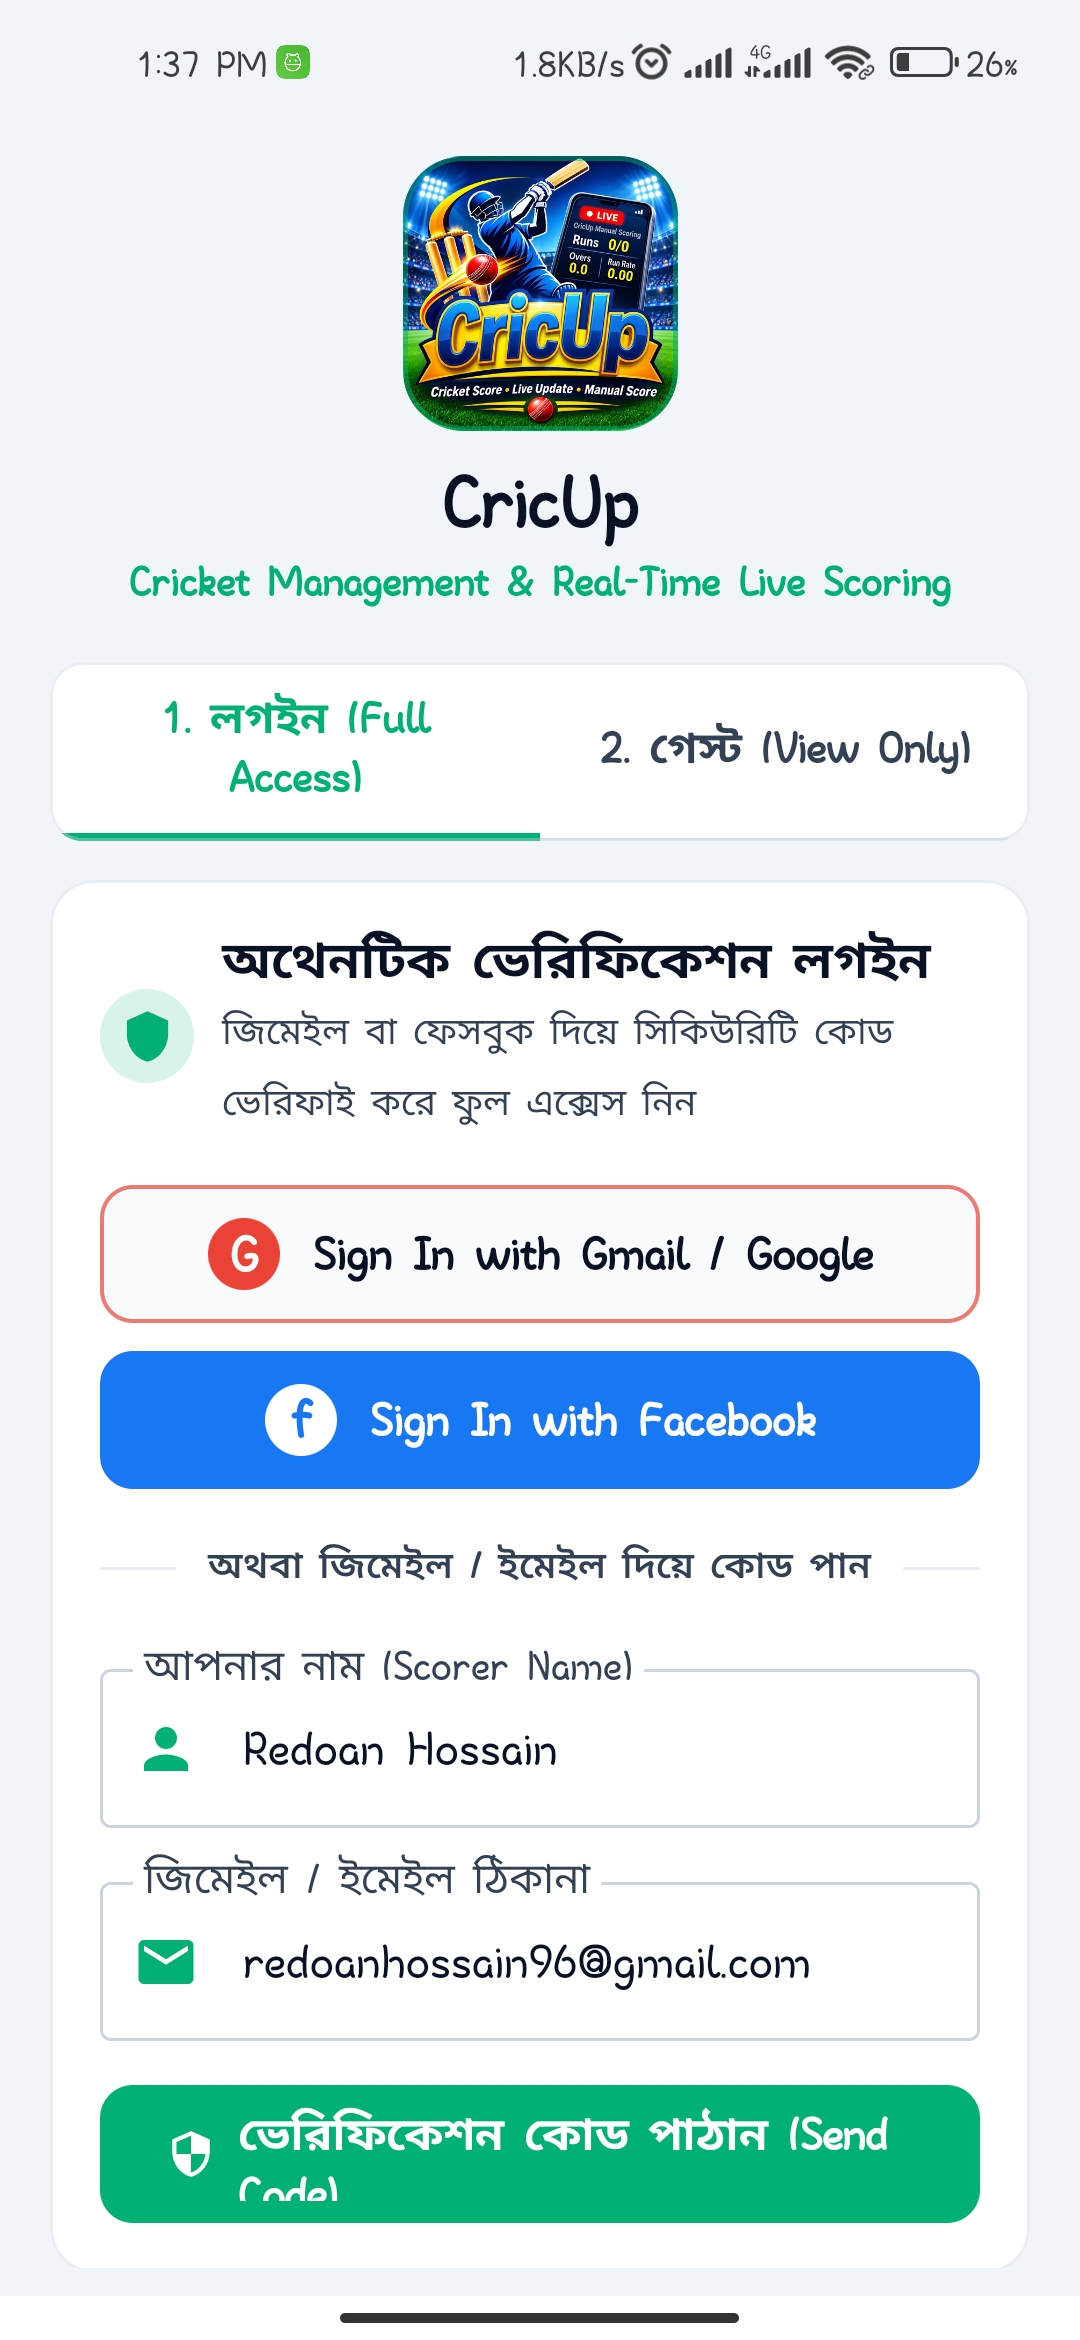 1:37 PM
1.8KB/s
4G
26%
LIVE
CricUp Manual Scoring
Runs 0/0
Overs
0.0
Run Rate
0.00
CricUp
Cricket Score • Live Update • Manual Score
CricUp
Cricket Management & Real-Time Live Scoring
1. লগইন (Full
Access)
2. গেস্ট (View Only)
অথেনটিক ভেরিফিকেশন লগইন
জিমেইল বা ফেসবুক দিয়ে সিকিউরিটি কোড
ভেরিফাই করে ফুল এক্সেস নিন
G Sign In with Gmail / Google
f Sign In with Facebook
অথবা জিমেইল / ইমেইল দিয়ে কোড পান
আপনার নাম (Scorer Name)
Redoan Hossain
জিমেইল / ইমেইল ঠিকানা
redoanhossain96@gmail.com
ভেরিফিকেশন কোড পাঠান (Send
Code)